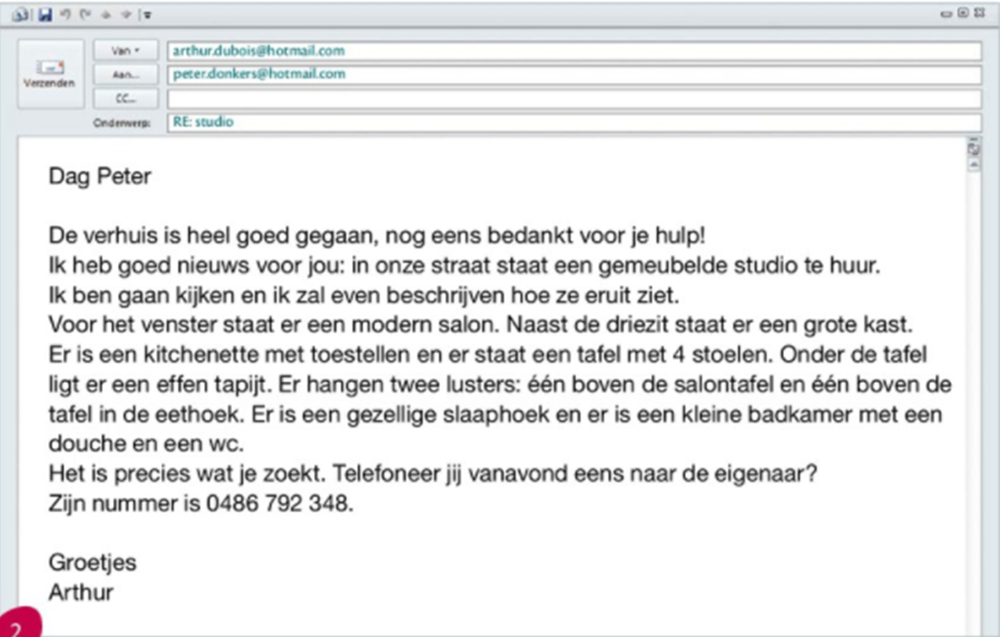 Van
arthur.dubois@hotmail.com
Verzenden
Aan...
peter.donkers@hotmail.com
CC...
Onderwerp:
RE: studio
Dag Peter
De verhuis is heel goed gegaan, nog eens bedankt voor je hulp!
Ik heb goed nieuws voor jou: in onze straat staat een gemeubelde studio te huur.
Ik ben gaan kijken en ik zal even beschrijven hoe ze eruit ziet.
Voor het venster staat er een modern salon. Naast de driezit staat er een grote kast.
Er is een kitchenette met toestellen en er staat een tafel met 4 stoelen. Onder de tafel
ligt er een effen tapijt. Er hangen twee lusters: één boven de salontafel en één boven de
tafel in de eethoek. Er is een gezellige slaaphoek en er is een kleine badkamer met een
douche en een wc.
Het is precies wat je zoekt. Telefoneer jij vanavond eens naar de eigenaar?
Zijn nummer is 0486 792 348.
Groetjes
Arthur
2